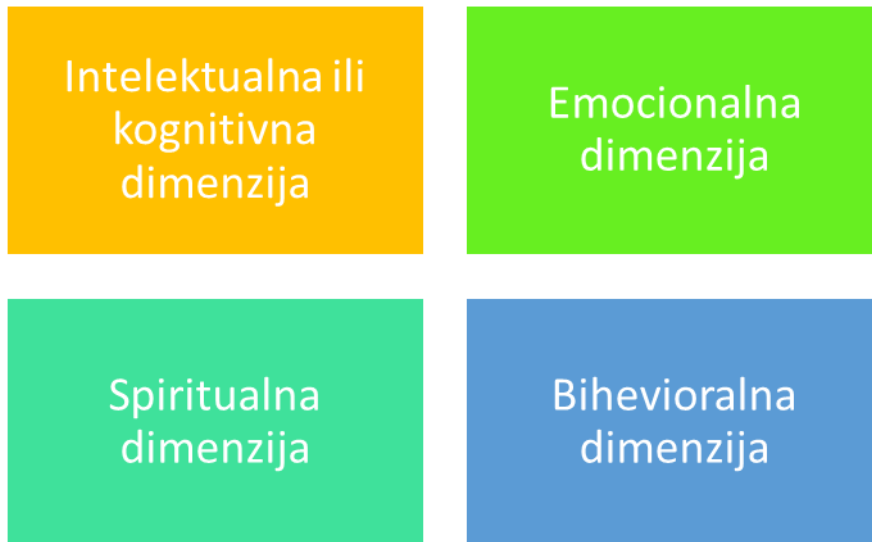 Intelektualna ili
kognitivna
dimenzija
Emocionalna
dimenzija
Spiritualna
dimenzija
Bihevioralna
dimenzija